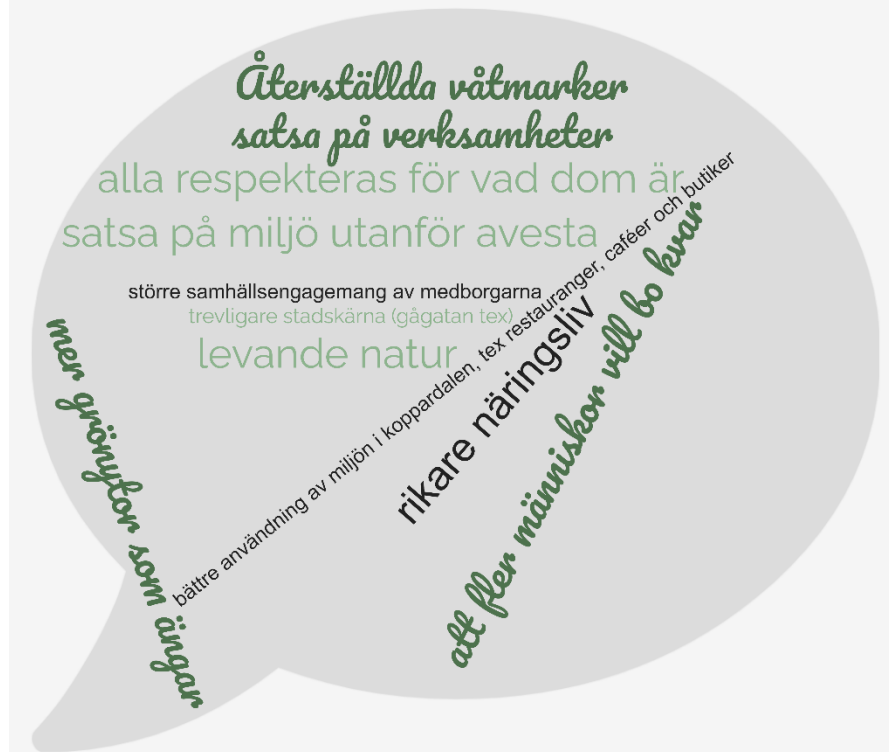 Återställda våtmarker
satsa på verksamheter
alla respekteras för vad dom är
satsa på miljö utanför avesta
större samhällsengagemang av medborgarna
trevligare stadskärna (gågatan tex)
levande natur
mer grönytor som ängar
bättre användning av miljön i koppardalen, tex restauranger, caféer och butiker
rikare näringsliv
att fler människor vill bo kvar